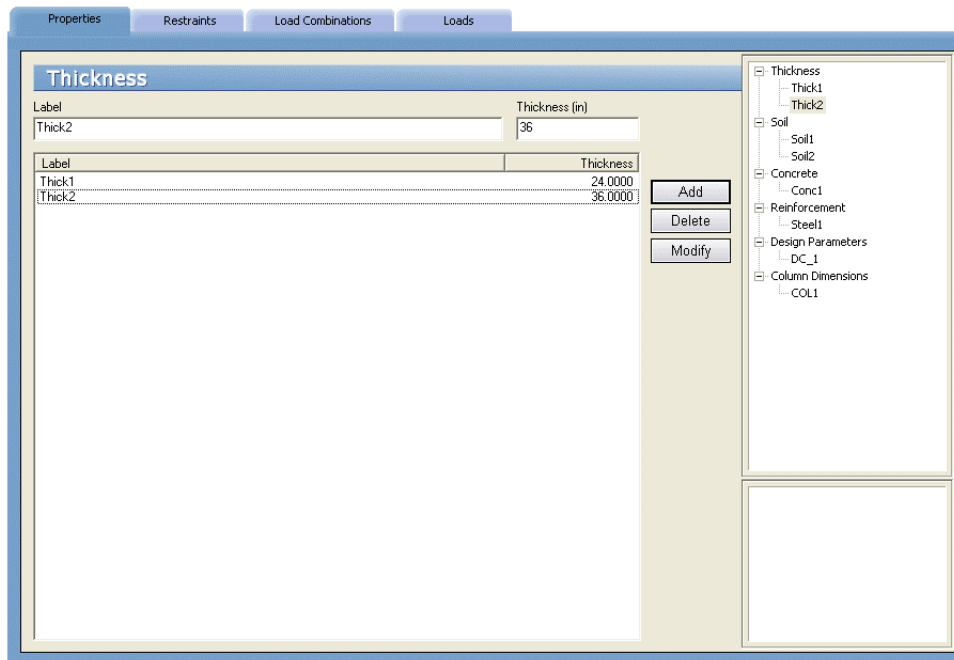 Properties Restraints Load Combinations Loads
Thickness
Label Thickness (in)
Thick2 36
Label Thickness
Thick1 24.0000
Thick2 36.0000
Add
Delete
Modify
Thickness
Thick1
Thick2
Soil
Soil1
Soil2
Concrete
Conc1
Reinforcement
Steel1
Design Parameters
DC_1
Column Dimensions
COL1